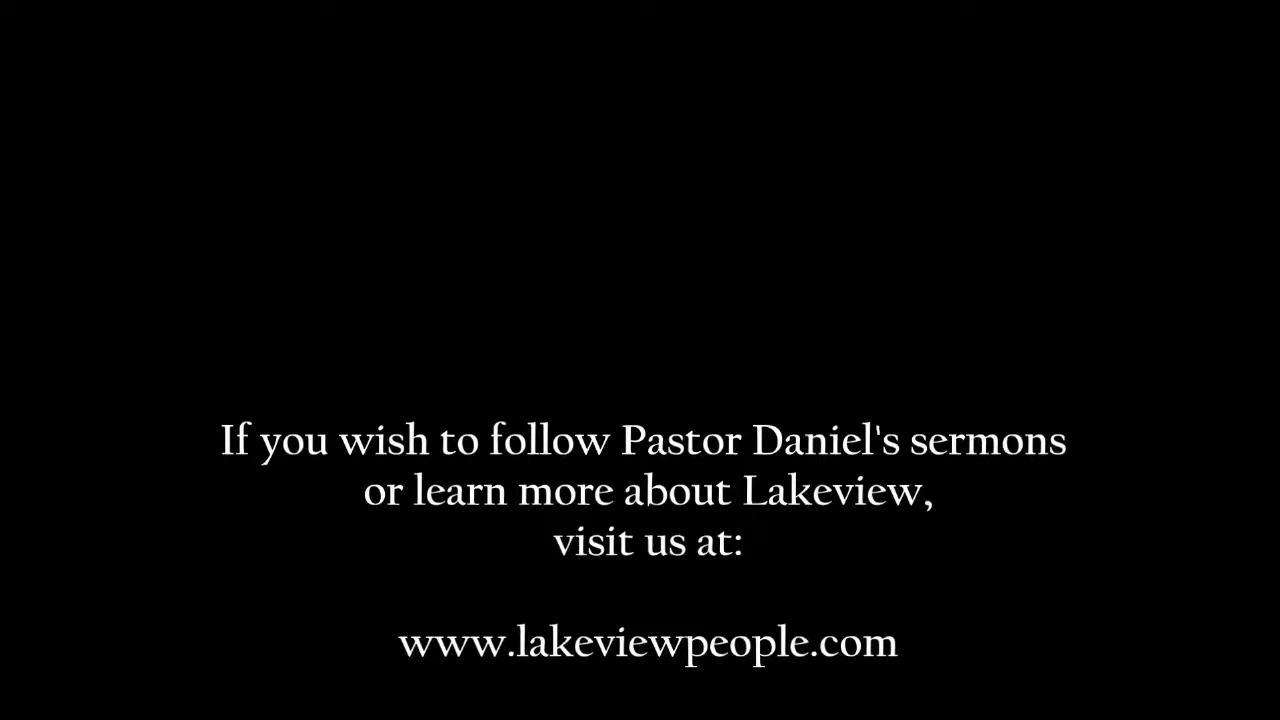 If you wish to follow Pastor Daniel's sermons
or learn more about Lakeview,
visit us at:
www.lakeviewpeople.com